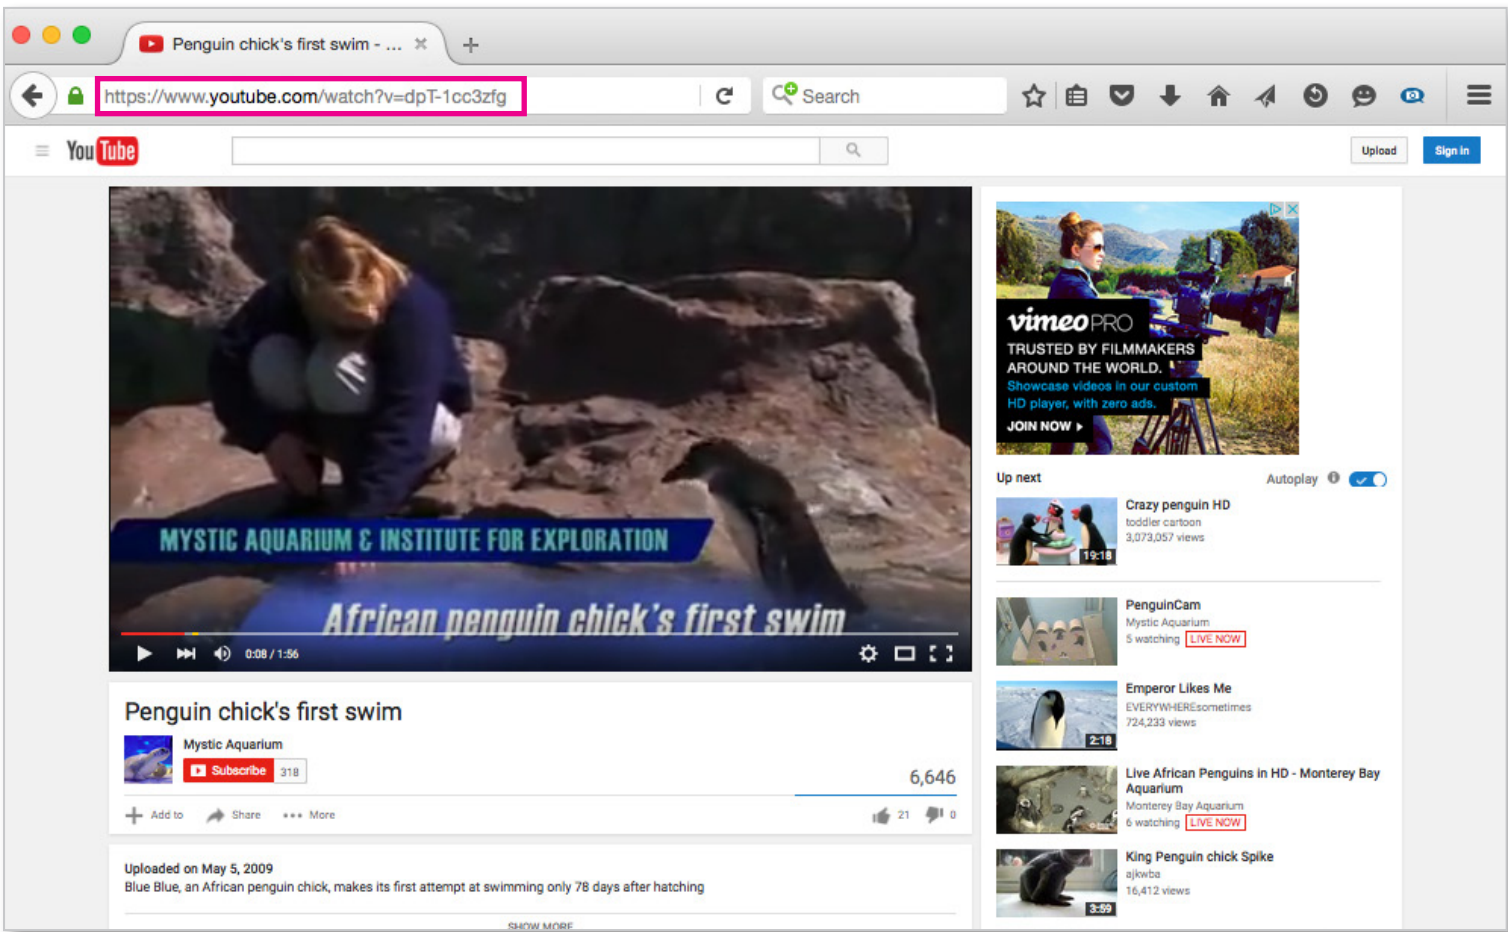 Penguin chick's first swim - ...
https://www.youtube.com/watch?v=dpT-1cc3zfg
Search
YouTube
Upload
Sign in
MYSTIC AQUARIUM & INSTITUTE FOR EXPLORATION
African penguin chick's first swim
0:08 / 1:56
Penguin chick's first swim
Mystic Aquarium
Subscribe 318
6,646
Add to Share More
21 0
Uploaded on May 5, 2009
Blue Blue, an African penguin chick, makes its first attempt at swimming only 78 days after hatching
SHOW MORE
vimeo PRO
TRUSTED BY FILMMAKERS
AROUND THE WORLD.
Showcase videos in our custom
HD player, with zero ads.
JOIN NOW
Up next
Autoplay
Crazy penguin HD
toddler cartoon
3,073,057 views
19:18
PenguinCam
Mystic Aquarium
5 watching LIVE NOW
Emperor Likes Me
EVERYWHEREsometimes
724,233 views
2:18
Live African Penguins in HD - Monterey Bay
Aquarium
Monterey Bay Aquarium
6 watching LIVE NOW
King Penguin chick Spike
ajkwba
16,412 views
3:59